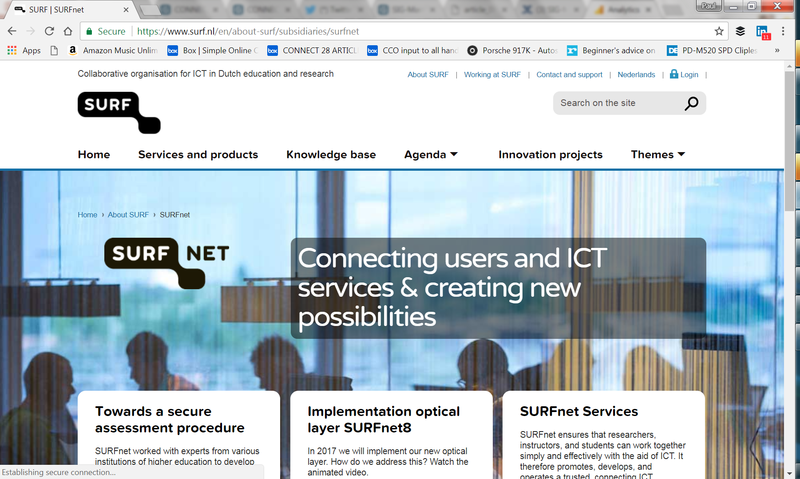 SURF | SURFnet
Paul
Secure
https://www.surf.nl/en/about-surf/subsidiaries/surfnet
11
Apps
Amazon Music Unlim
box
Box | Simple Online C
box
CONNECT 28 ARTICL
box
CCO input to all hand
Porsche 917K - Autos
Beginner's advice on
PD-M520 SPD Cliples
Collaborative organisation for ICT in Dutch education and research
About SURF | Working at SURF | Contact and support | Nederlands | Login |
SURF
Search on the site
Home
Services and products
Knowledge base
Agenda
Innovation projects
Themes
Home › About SURF › SURFnet
SURF NET
Connecting users and ICT
services & creating new
possibilities
Towards a secure
assessment procedure
SURFnet worked with experts from various
institutions of higher education to develop
Implementation optical
layer SURFnet8
In 2017 we will implement our new optical
layer. How do we address this? Watch the
animated video.
SURFnet Services
SURFnet ensures that researchers,
instructors, and students can work together
simply and effectively with the aid of ICT. It
therefore promotes, develops, and
operates a trusted, connecting ICT
Establishing secure connection...